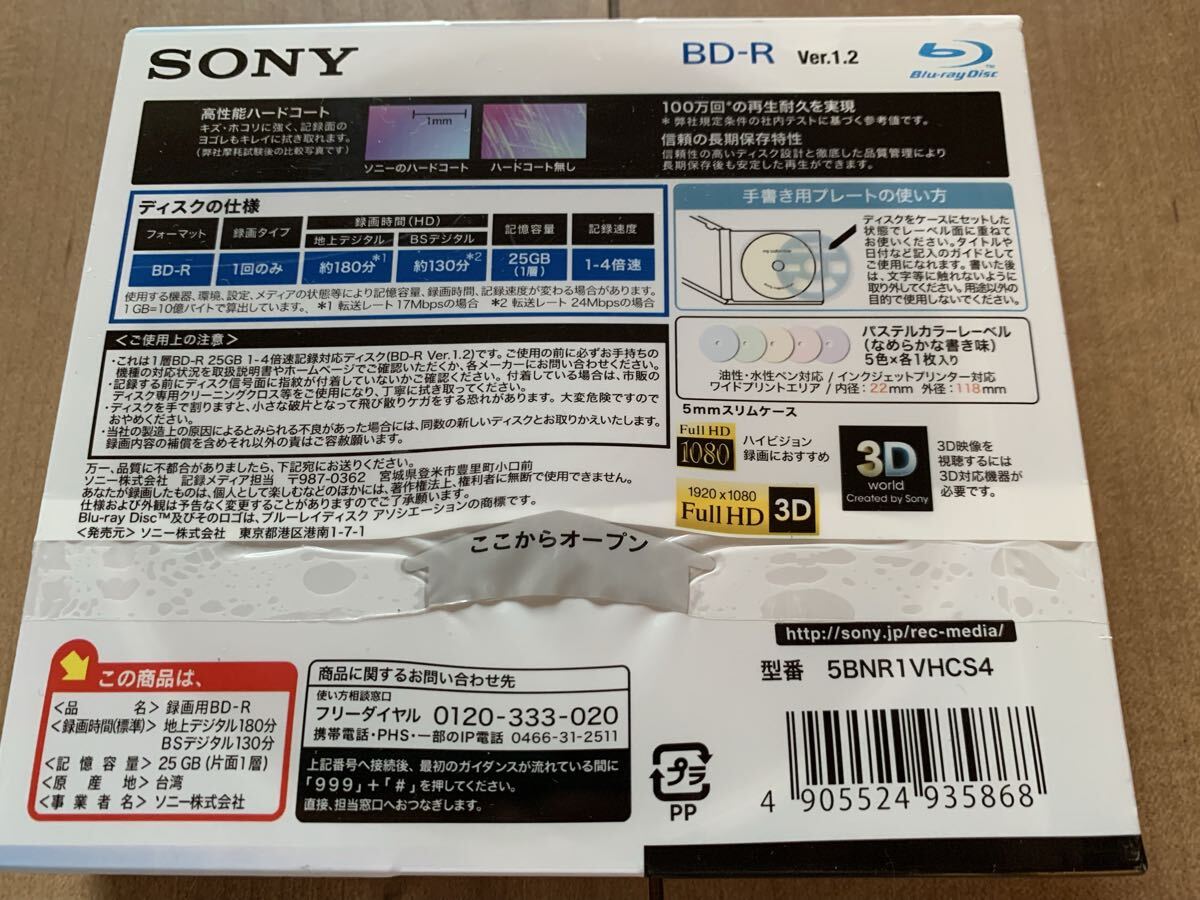 SONY
BD-R Ver.1.2
Blu-ray Disc™
高性能ハードコート
キズ・ホコリに強く、記録面の
ヨゴレもキレイに拭き取れます。
(弊社摩耗試験後の比較写真です)
1mm
ソニーのハードコート
ハードコート無し
100万回*の再生耐久を実現
* 弊社規定条件の社内テストに基づく参考値です。
信頼の長期保存特性
信頼性の高いディスク設計と徹底した品質管理により
長期保存後も安定した再生ができます。
ディスクの仕様
フォーマット 録画タイプ 録画時間(HD) 記憶容量 記録速度
地上デジタル BSデジタル
BD-R 1回のみ 約180分*1 約130分*2 25GB (1層) 1-4倍速
使用する機器、環境、設定、メディアの状態等により記憶容量、録画時間、記録速度が変わる場合があります。
1GB=10億バイトで算出しています。 *1 転送レート17Mbpsの場合 *2 転送レート24Mbpsの場合
手書き用プレートの使い方
ディスクをケースにセットした
状態でレーベル面に重ねて
お使いください。タイトルや
日付など記入のガイドとして
ご使用になれます。書いた後
は、文字等に触れないように
取り外してください。用途以外の
目的で使用しないでください。
<ご使用上の注意>
・これは1層BD-R 25GB 1-4倍速記録対応ディスク(BD-R Ver.1.2)です。ご使用の前に必ずお手持ちの
機種の対応状況を取扱説明書やホームページでご確認いただくか、各メーカーにお問い合わせください。
・記録する前にディスク信号面に指紋が付着していないかご確認ください。付着している場合は、市販の
ディスク専用クリーニングクロス等をご使用になり、丁寧に拭き取ってください。
・ディスクを手で割りますと、小さな破片となって飛び散りケガをする恐れがあります。大変危険ですので
おやめください。
・当社の製造上の原因によるとみられる不良があった場合には、同数の新しいディスクとお取りかえいたします。
録画内容の補償を含めそれ以外の責はご容赦願います。
パステルカラーレーベル
(なめらかな書き味)
5色×各1枚入り
油性・水性ペン対応 / インクジェットプリンター対応
ワイドプリントエリア / 内径:22mm 外径:118mm
5mmスリムケース
Full HD
1080
ハイビジョン
録画におすすめ
1920 x 1080
Full HD 3D
3D
world
Created by Sony
3D映像を
視聴するには
3D対応機器が
必要です。
万一、品質に不都合がありましたら、下記宛にお送りください。
ソニー株式会社 記録メディア担当 〒987-0362 宮城県登米市豊里町小口前
あなたが録画したものは、個人として楽しむなどのほかには、著作権法上、権利者に無断で使用できません。
仕様および外観は予告なく変更することがありますのでご了承願います。
Blu-ray Disc™及びそのロゴは、ブルーレイディスク アソシエーションの商標です。
<発売元> ソニー株式会社 東京都港区港南1-7-1
ここからオープン
http://sony.jp/rec-media/
型番 5BNR1VHCS4
この商品は、
<品名> 録画用BD-R
<録画時間(標準)> 地上デジタル180分
BSデジタル130分
<記憶容量> 25 GB (片面1層)
<原産地> 台湾
<事業者名> ソニー株式会社
商品に関するお問い合わせ先
使い方相談窓口
フリーダイヤル 0120-333-020
携帯電話・PHS・一部のIP電話 0466-31-2511
上記番号へ接続後、最初のガイダンスが流れている間に
「999」+「#」を押してください。
直接、担当窓口へおつなぎします。
プラ
PP
4 905524 935868